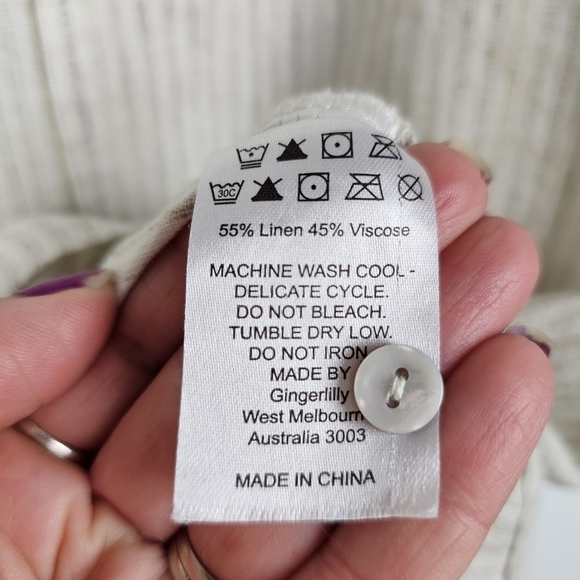 30C
55% Linen 45% Viscose
MACHINE WASH COOL -
DELICATE CYCLE.
DO NOT BLEACH.
TUMBLE DRY LOW.
DO NOT IRON
MADE BY
Gingerlilly
West Melbourn
Australia 3003
MADE IN CHINA